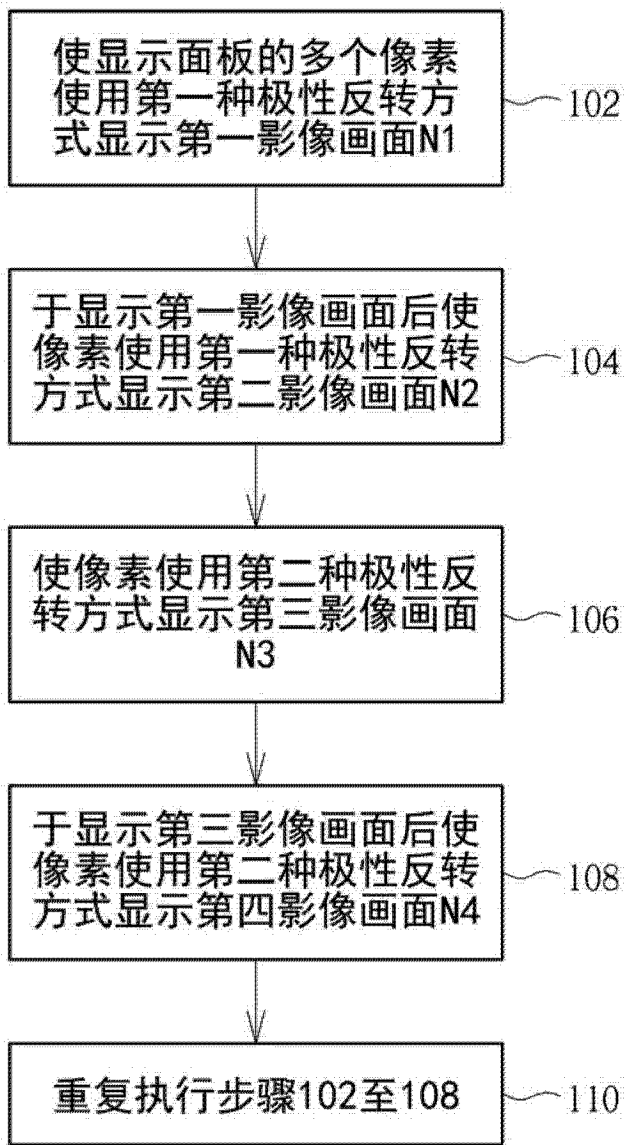 使显示面板的多个像素
使用第一种极性反转方
式显示第一影像画面N1
102
于显示第一影像画面后使
像素使用第一种极性反转
方式显示第二影像画面N2
104
使像素使用第二种极性反
转方式显示第三影像画面
N3
106
于显示第三影像画面后使
像素使用第二种极性反转
方式显示第四影像画面N4
108
重复执行步骤102至108
110